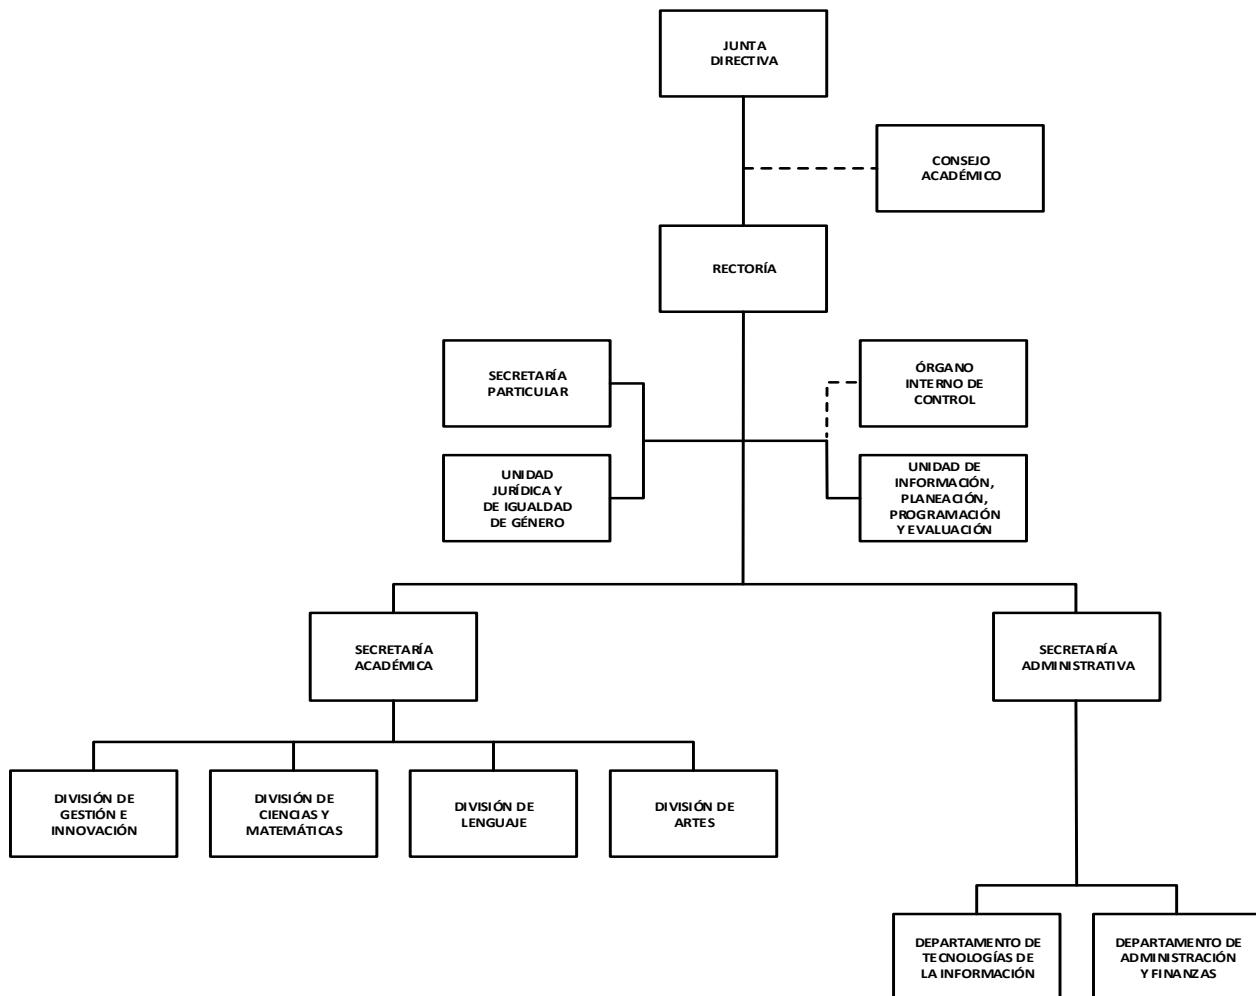 JUNTA
DIRECTIVA
CONSEJO
ACADÉMICO
RECTORÍA
SECRETARÍA
PARTICULAR
ÓRGANO
INTERNO DE
CONTROL
UNIDAD
JURÍDICA Y
DE IGUALDAD
DE GÉNERO
UNIDAD DE
INFORMACIÓN,
PLANEACIÓN,
PROGRAMACIÓN
Y EVALUACIÓN
SECRETARÍA
ACADÉMICA
SECRETARÍA
ADMINISTRATIVA
DIVISIÓN DE
GESTIÓN E
INNOVACIÓN
DIVISIÓN DE
CIENCIAS Y
MATEMÁTICAS
DIVISIÓN DE
LENGUAJE
DIVISIÓN DE
ARTES
DEPARTAMENTO DE
TECNOLOGÍAS DE
LA INFORMACIÓN
DEPARTAMENTO DE
ADMINISTRACIÓN
Y FINANZAS